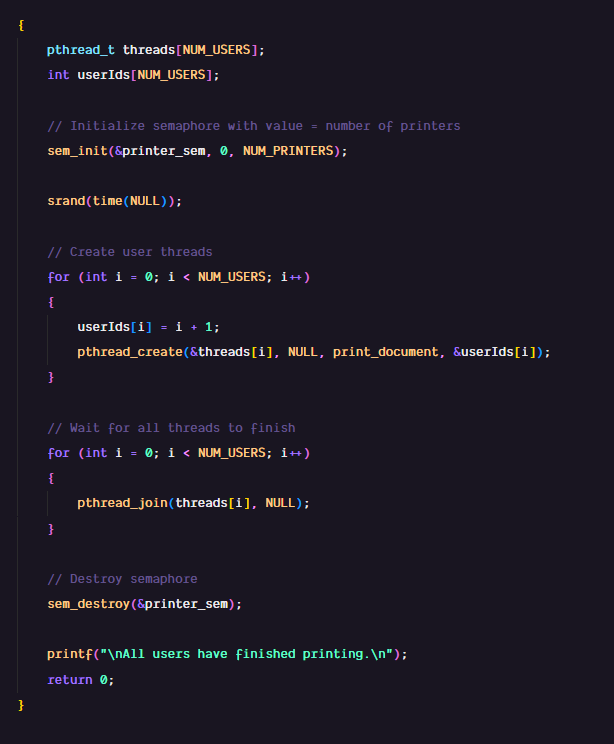 {
    pthread_t threads[NUM_USERS];
    int userIds[NUM_USERS];

    // Initialize semaphore with value = number of printers
    sem_init(&printer_sem, 0, NUM_PRINTERS);

    srand(time(NULL));

    // Create user threads
    for (int i = 0; i < NUM_USERS; i++)
    {
        userIds[i] = i + 1;
        pthread_create(&threads[i], NULL, print_document, &userIds[i]);
    }

    // Wait for all threads to finish
    for (int i = 0; i < NUM_USERS; i++)
    {
        pthread_join(threads[i], NULL);
    }

    // Destroy semaphore
    sem_destroy(&printer_sem);

    printf("\nAll users have finished printing.\n");
    return 0;
}